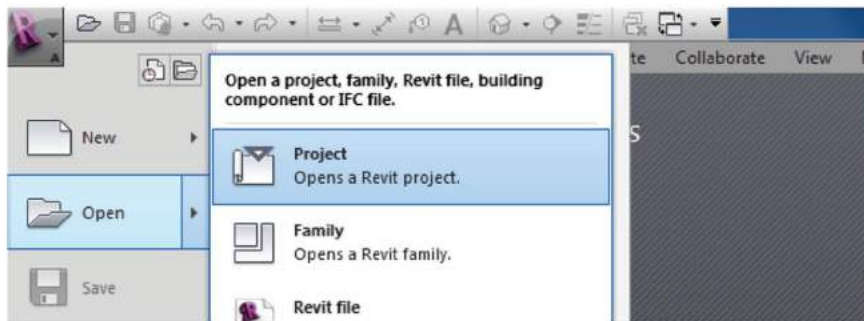 R
A
A
te Collaborate View
Open a project, family, Revit file, building
component or IFC file.
S
New
Project
Opens a Revit project.
Open
Family
Opens a Revit family.
Save
Revit file